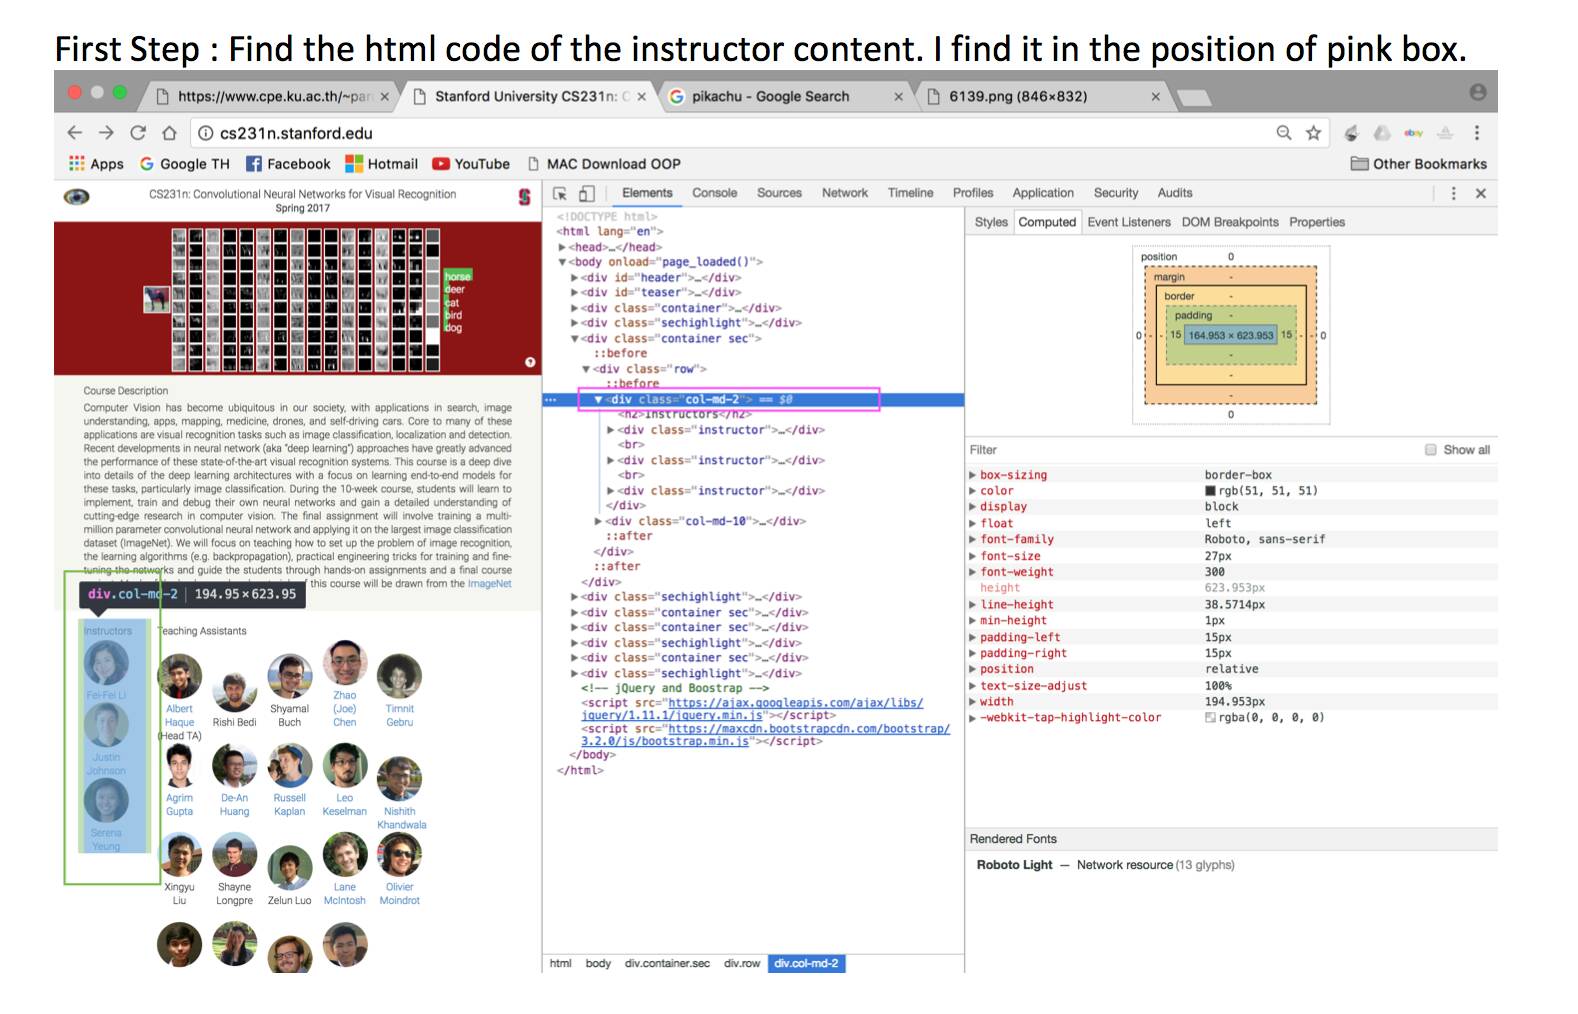 First Step : Find the html code of the instructor content. I find it in the position of pink box.
https://www.cpe.ku.ac.th/~pan
Stanford University CS231n: C
pikachu - Google Search
6139.png (846×832)
cs231n.stanford.edu
Apps
Google TH
Facebook
Hotmail
YouTube
MAC Download OOP
Other Bookmarks
CS231n: Convolutional Neural Networks for Visual Recognition
Spring 2017
horse
deer
cat
bird
dog
Course Description
Computer Vision has become ubiquitous in our society, with applications in search, image
understanding, apps, mapping, medicine, drones, and self-driving cars. Core to many of these
applications are visual recognition tasks such as image classification, localization and detection.
Recent developments in neural network (aka "deep learning") approaches have greatly advanced
the performance of these state-of-the-art visual recognition systems. This course is a deep dive
into details of the deep learning architectures with a focus on learning end-to-end models for
these tasks, particularly image classification. During the 10-week course, students will learn to
implement, train and debug their own neural networks and gain a detailed understanding of
cutting-edge research in computer vision. The final assignment will involve training a multi-
million parameter convolutional neural network and applying it on the largest image classification
dataset (ImageNet). We will focus on teaching how to set up the problem of image recognition,
the learning algorithms (e.g. backpropagation), practical engineering tricks for training and fine-
tuning the networks and guide the students through hands-on assignments and a final course
this course will be drawn from the ImageNet
div.col-md-2 | 194.95×623.95
Instructors
Fei-Fei Li
Justin
Johnson
Serena
Yeung
Teaching Assistants
Albert
Haque
(Head TA)
Rishi Bedi
Shyamal
Buch
Zhao
(Joe)
Chen
Timnit
Gebru
Agrim
Gupta
De-An
Huang
Russell
Kaplan
Leo
Keselman
Nishith
Khandwala
Xingyu
Liu
Shayne
Longpre
Zelun Luo
Lane
McIntosh
Olivier
Moindrot
Elements
Console
Sources
Network
Timeline
Profiles
Application
Security
Audits
<!DOCTYPE html>
<html lang="en">
<head>…</head>
<body onload="page_loaded()">
<div id="header">…</div>
<div id="teaser">…</div>
<div class="container">…</div>
<div class="sechighlight">…</div>
<div class="container sec">
::before
<div class="row">
::before
<div class="col-md-2"> == $0
<h2>Instructors</h2>
<div class="instructor">…</div>
<br>
<div class="instructor">…</div>
<br>
<div class="instructor">…</div>
</div>
<div class="col-md-10">…</div>
::after
</div>
::after
</div>
<div class="sechighlight">…</div>
<div class="container sec">…</div>
<div class="container sec">…</div>
<div class="sechighlight">…</div>
<div class="container sec">…</div>
<div class="sechighlight">…</div>
<!-- jQuery and Boostrap -->
<script src="https://ajax.googleapis.com/ajax/libs/
jquery/1.11.1/jquery.min.js"></script>
<script src="https://maxcdn.bootstrapcdn.com/bootstrap/
3.2.0/js/bootstrap.min.js"></script>
</body>
</html>
html body div.container.sec div.row div.col-md-2
Styles
Computed
Event Listeners
DOM Breakpoints
Properties
position 0
margin -
border -
padding -
0 - - 15 164.953 × 623.953 15 - - 0
-
-
-
0
Filter
Show all
box-sizing border-box
color rgb(51, 51, 51)
display block
float left
font-family Roboto, sans-serif
font-size 27px
font-weight 300
height 623.953px
line-height 38.5714px
min-height 1px
padding-left 15px
padding-right 15px
position relative
text-size-adjust 100%
width 194.953px
-webkit-tap-highlight-color rgba(0, 0, 0, 0)
Rendered Fonts
Roboto Light — Network resource (13 glyphs)